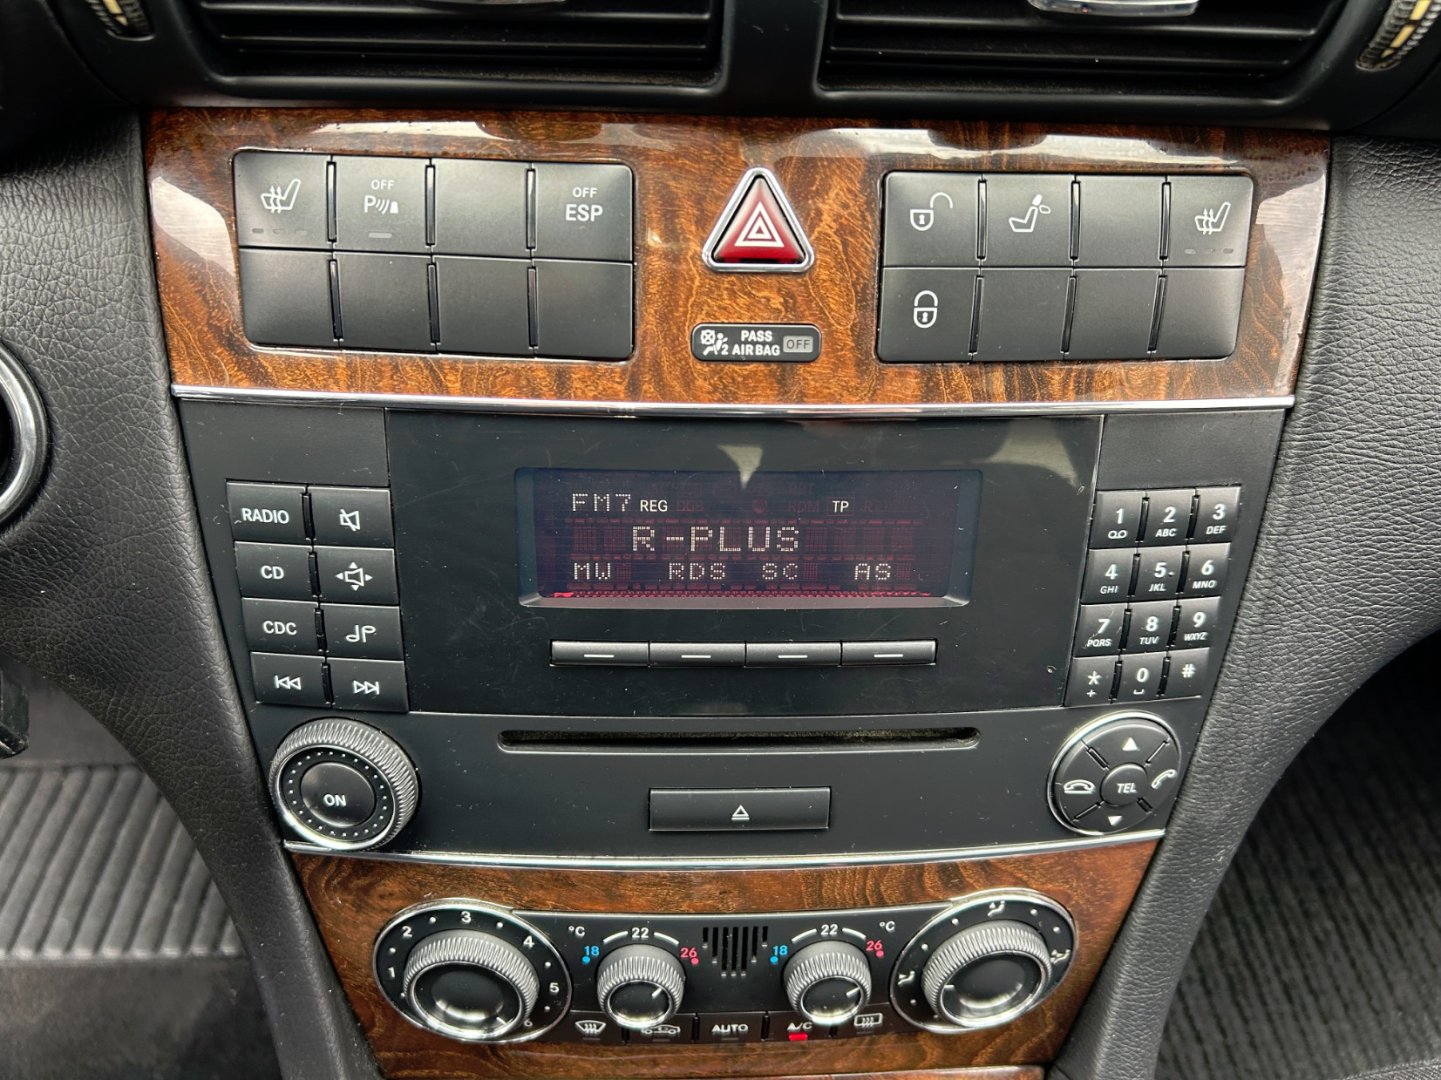 OFF
P
OFF
ESP
PASS
2 AIRBAG OFF
RADIO
CD
CDC
ON
FM7 REG TP
R-PLUS
MW RDS SC AS
1
2 ABC
3 DEF
4 GHI
5 JKL
6 MNO
7 PQRS
8 TUV
9 WXYZ
* +
0
#
TEL
1 2 3 4 5 6
°C
18 22 26
18 22 26
°C
AUTO
A/C